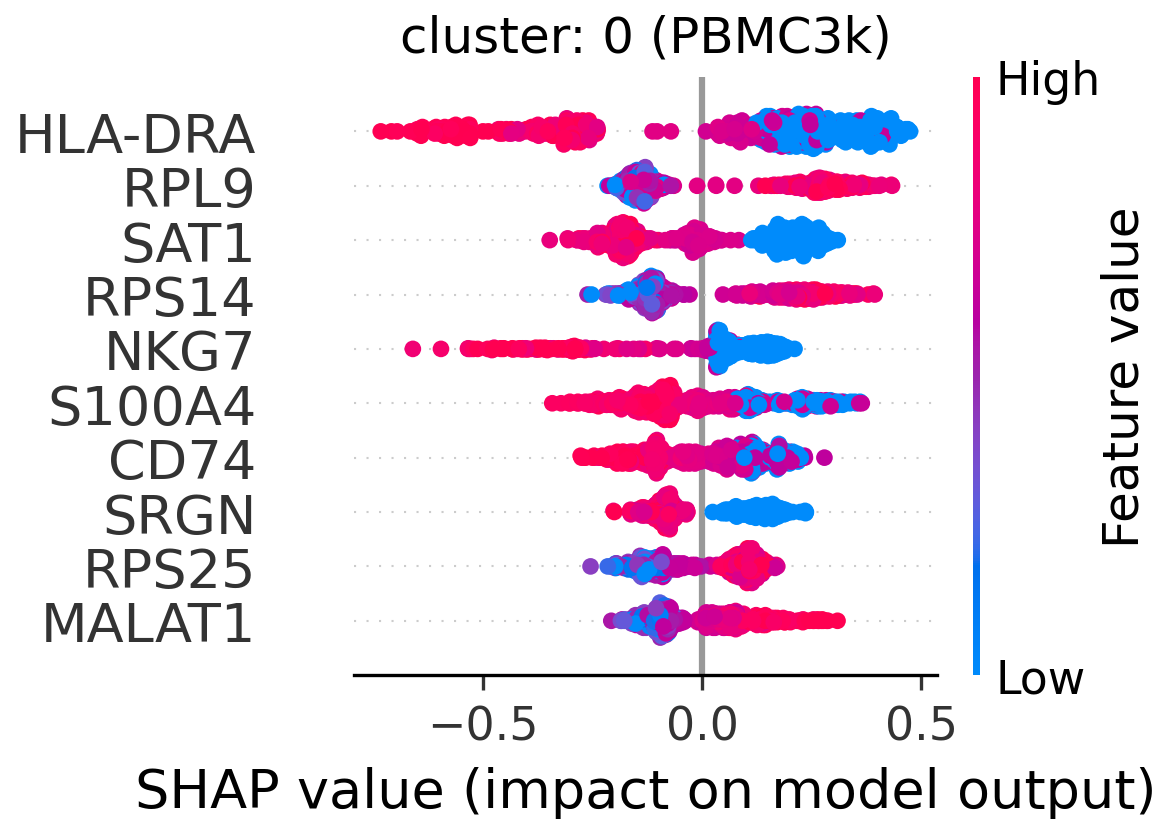 cluster: 0 (PBMC3k)
High
HLA-DRA
RPL9
SAT1
RPS14
NKG7
S100A4
CD74
SRGN
RPS25
MALAT1
Feature value
Low
−0.5 0.0 0.5
SHAP value (impact on model output)